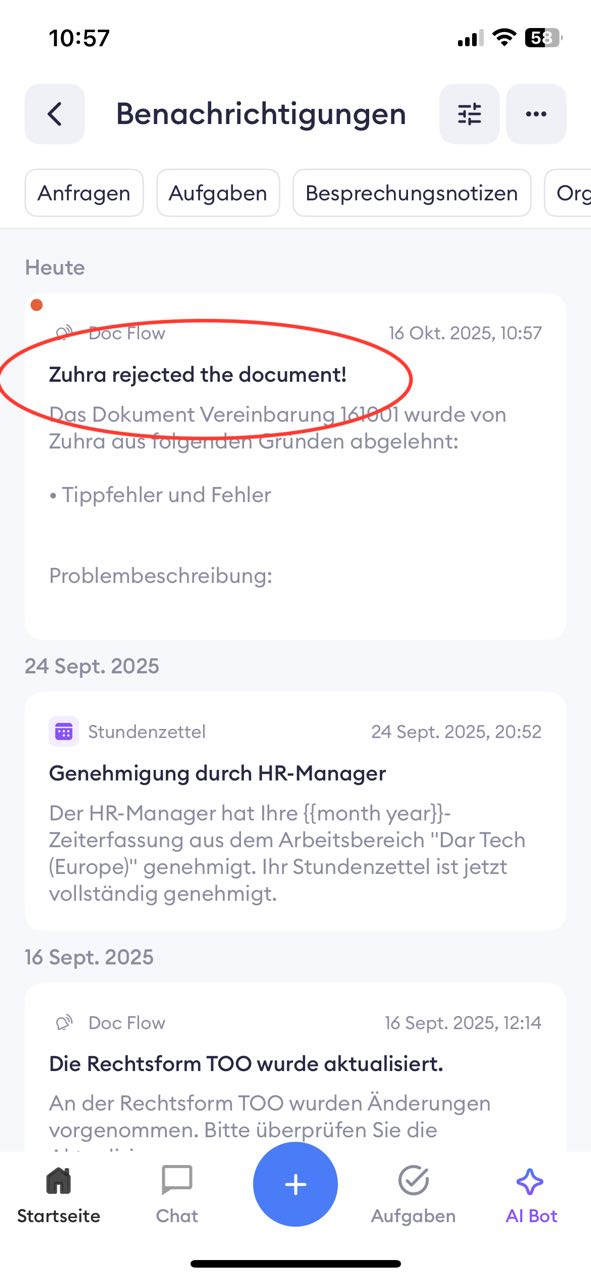 10:57
58
Benachrichtigungen
Anfragen
Aufgaben
Besprechungsnotizen
Org
Heute
Doc Flow
16 Okt. 2025, 10:57
Zuhra rejected the document!
Das Dokument Vereinbarung 161001 wurde von
Zuhra aus folgenden Gründen abgelehnt:
• Tippfehler und Fehler
Problembeschreibung:
24 Sept. 2025
Stundenzettel
24 Sept. 2025, 20:52
Genehmigung durch HR-Manager
Der HR-Manager hat Ihre {{month year}}-
Zeiterfassung aus dem Arbeitsbereich "Dar Tech
(Europe)" genehmigt. Ihr Stundenzettel ist jetzt
vollständig genehmigt.
16 Sept. 2025
Doc Flow
16 Sept. 2025, 12:14
Die Rechtsform TOO wurde aktualisiert.
An der Rechtsform TOO wurden Änderungen
vorgenommen. Bitte überprüfen Sie die
Startseite
Chat
Aufgaben
AI Bot